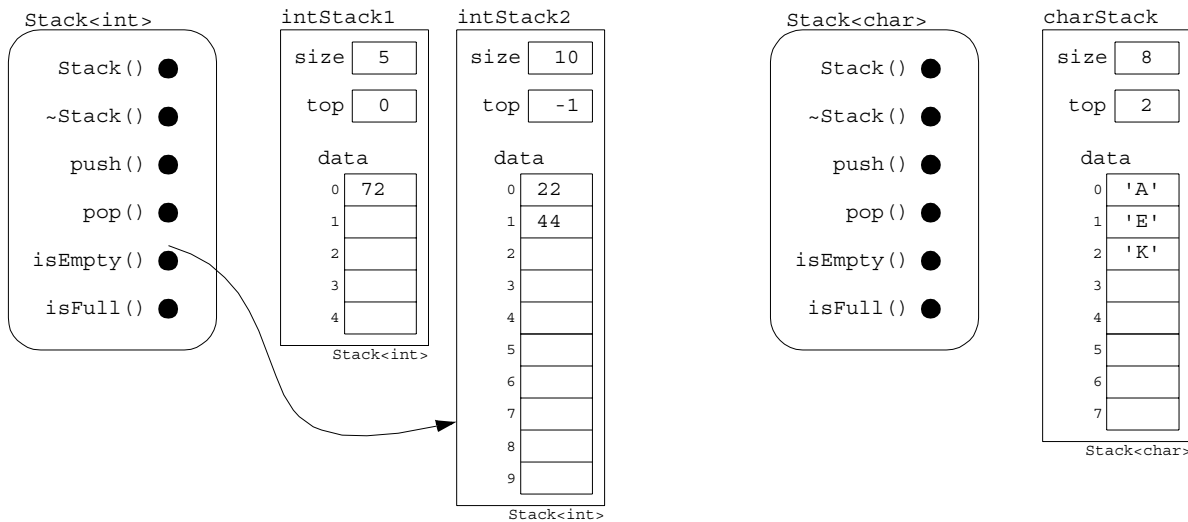 Stack<int>
Stack()
~Stack()
push()
pop()
isEmpty()
isFull()
intStack1
size 5
top 0
data
0 72
1
2
3
4
Stack<int>
intStack2
size 10
top -1
data
0 22
1 44
2
3
4
5
6
7
8
9
Stack<int>
Stack<char>
Stack()
~Stack()
push()
pop()
isEmpty()
isFull()
charStack
size 8
top 2
data
0 'A'
1 'E'
2 'K'
3
4
5
6
7
Stack<char>